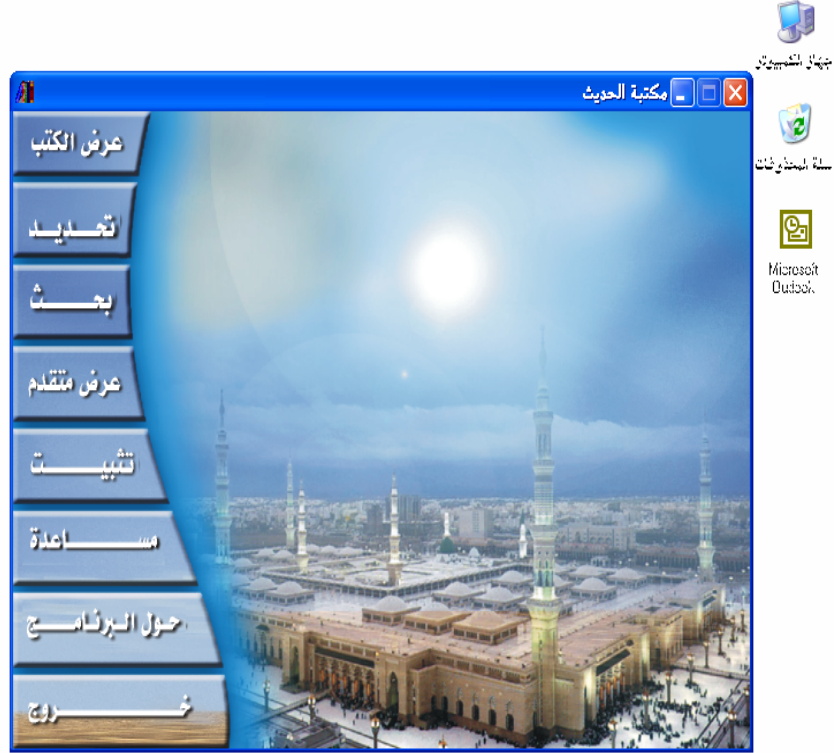 مكتبة الحديث
عرض الكتب
تحديد
بحث
عرض متقدم
تثبيت
مساعدة
حول البرنامج
خروج
جهاز الكمبيوتر
سلة المحذوفات
Microsoft
Outlook